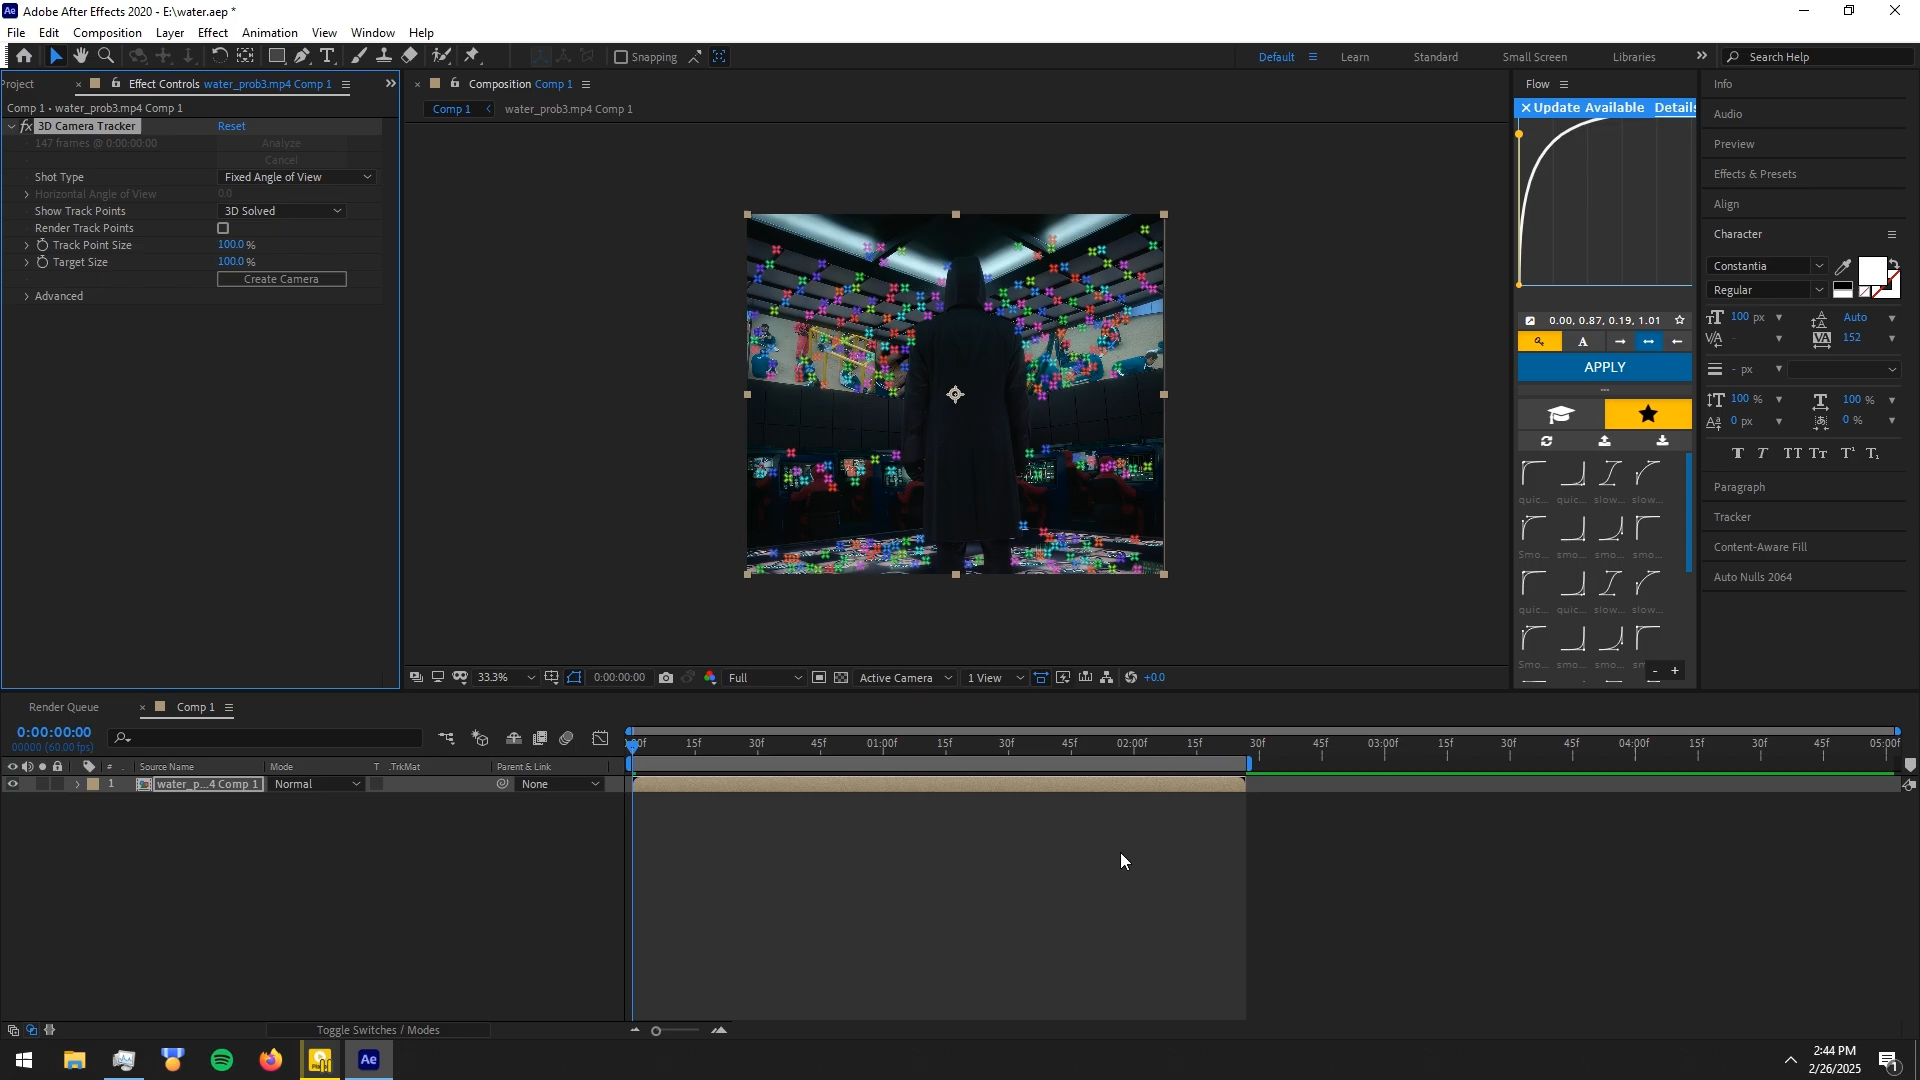 Adobe After Effects 2020 - E:\water.aep *
File Edit Composition Layer Effect Animation View Window Help
Snapping
Default Learn Standard Small Screen Libraries Search Help
Project Effect Controls water_prob3.mp4 Comp 1
Comp 1 • water_prob3.mp4 Comp 1
fx 3D Camera Tracker Reset
147 frames @ 0:00:00:00 Analyze
Cancel
Shot Type Fixed Angle of View
Horizontal Angle of View 0.0
Show Track Points 3D Solved
Render Track Points
Track Point Size 100.0 %
Target Size 100.0 %
Create Camera
Advanced
Composition Comp 1
Comp 1 water_prob3.mp4 Comp 1
33.3% 0:00:00:00 Full Active Camera 1 View +0.0
Flow
Update Available Details
0.00, 0.87, 0.19, 1.01
A
APPLY
quic... quic... slow... slow...
Smo... smo... smo... smo...
quic... quic... slow... slow...
Smo... smo... smo... sm
- +
Info
Audio
Preview
Effects & Presets
Align
Character
Constantia
Regular
100 px Auto
152
- px
100 % 100 %
0 px 0 %
T T TT Tr T¹ T₁
Paragraph
Tracker
Content-Aware Fill
Auto Nulls 2064
Render Queue Comp 1
0:00:00:00
00000 (60.00 fps)
:00f 15f 30f 45f 01:00f 15f 30f 45f 02:00f 15f 30f 45f 03:00f 15f 30f 45f 04:00f 15f 30f 45f 05:00f
# Source Name Mode T .TrkMat Parent & Link
1 water_p...4 Comp 1 Normal None
Toggle Switches / Modes
Ae
2:44 PM
2/26/2025
1